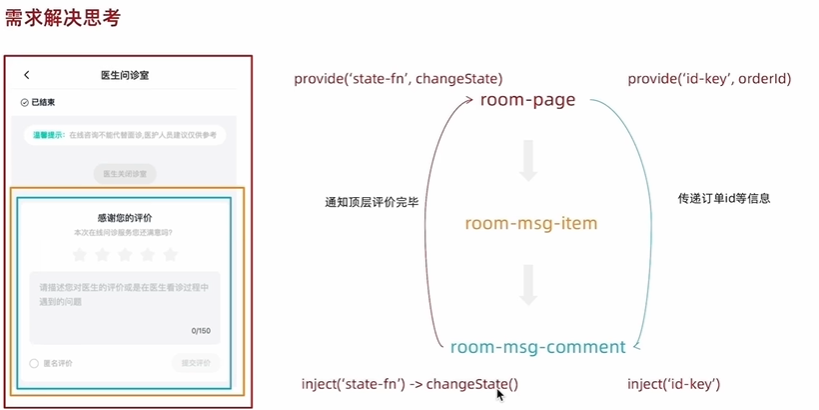 需求解决思考
医生问诊室
已结束
温馨提示：在线咨询不能代替面诊,医护人员建议仅供参考
医生关闭诊室
感谢您的评价
本次在线问诊服务您还满意吗?
请描述您对医生的评价或是在医生看诊过程中
遇到的问题
0/150
匿名评价
提交评价
provide('state-fn', changeState)
provide('id-key', orderId)
room-page
通知顶层评价完毕
传递订单id等信息
room-msg-item
room-msg-comment
inject('state-fn') -> changeState()
inject('id-key')